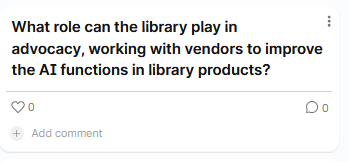 What role can the library play in
advocacy, working with vendors to improve
the AI functions in library products?
0
0
Add comment